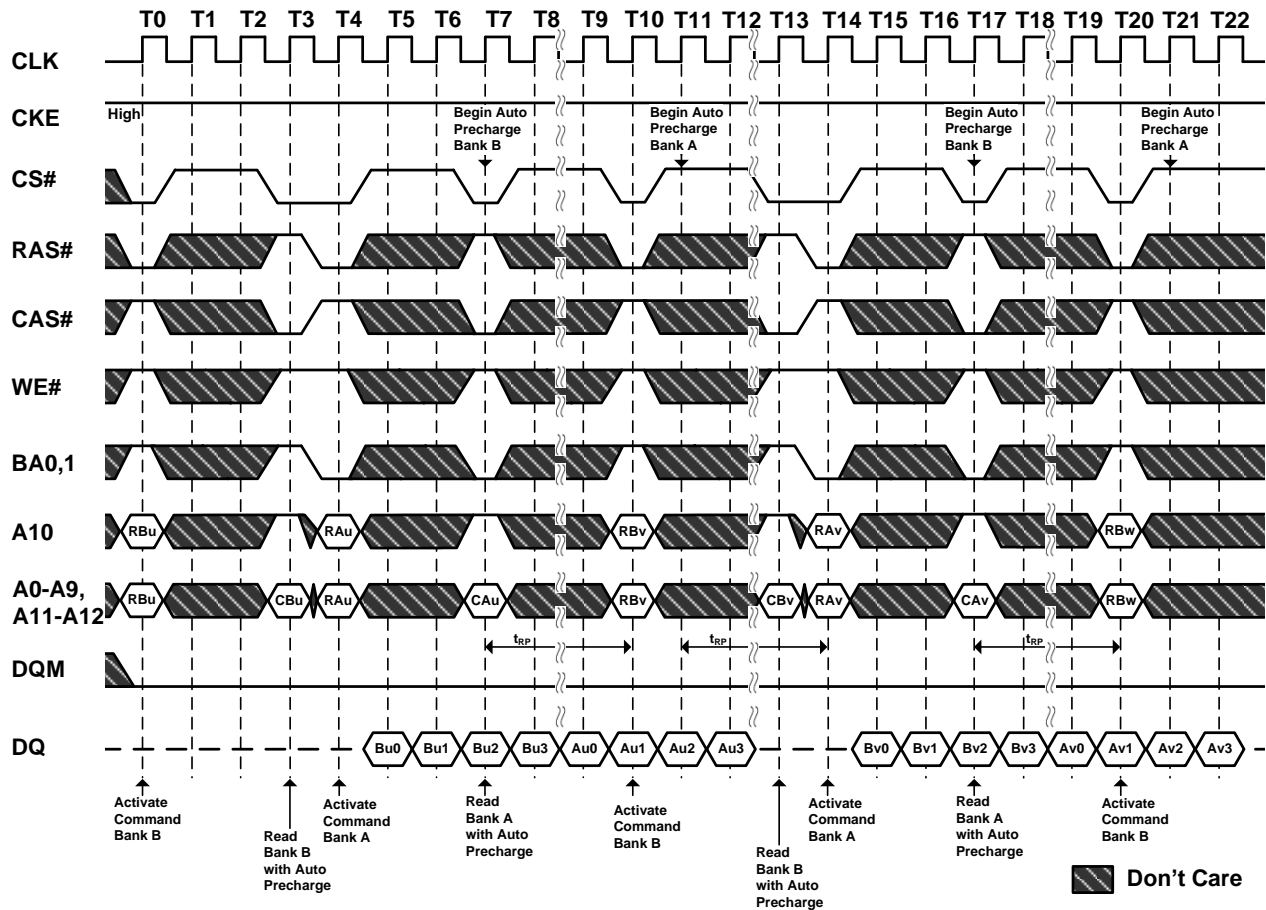 T0 T1 T2 T3 T4 T5 T6 T7 T8 T9 T10 T11 T12 T13 T14 T15 T16 T17 T18 T19 T20 T21 T22
CLK
CKE
High
Begin Auto
Precharge
Bank B
Begin Auto
Precharge
Bank A
Begin Auto
Precharge
Bank B
Begin Auto
Precharge
Bank A
CS#
RAS#
CAS#
WE#
BA0,1
A10
RBu RAu RBv RAv RBw
A0-A9,
A11-A12
RBu CBu RAu CAu RBv CBv RAv CAv RBw
tRP tRP tRP
DQM
DQ
Bu0 Bu1 Bu2 Bu3 Au0 Au1 Au2 Au3 Bv0 Bv1 Bv2 Bv3 Av0 Av1 Av2 Av3
Activate
Command
Bank B
Read
Bank B
with Auto
Precharge
Activate
Command
Bank A
Read
Bank A
with Auto
Precharge
Activate
Command
Bank B
Read
Bank B
with Auto
Precharge
Activate
Command
Bank A
Read
Bank A
with Auto
Precharge
Activate
Command
Bank B
Don't Care